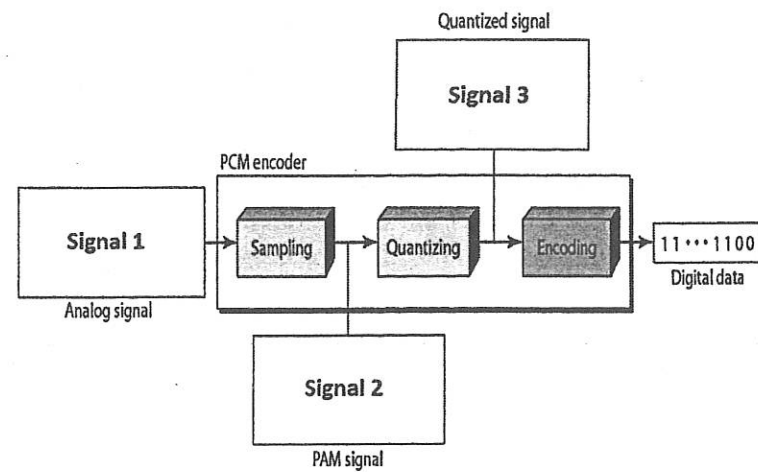 Quantized signal
Signal 3
PCM encoder
Signal 1
Sampling
Quantizing
Encoding
11•••1100
Digital data
Analog signal
Signal 2
PAM signal